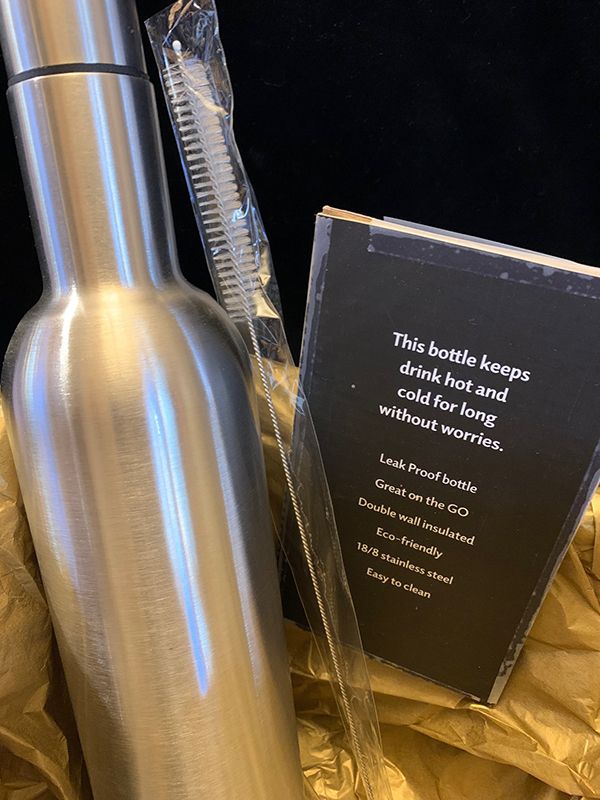 This bottle keeps
drink hot and
cold for long
without worries.
Leak Proof bottle
Great on the GO
Double wall insulated
Eco-friendly
18/8 stainless steel
Easy to clean